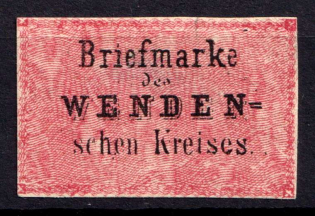 Briefmarke
des
WENDEN=
schen Kreises.